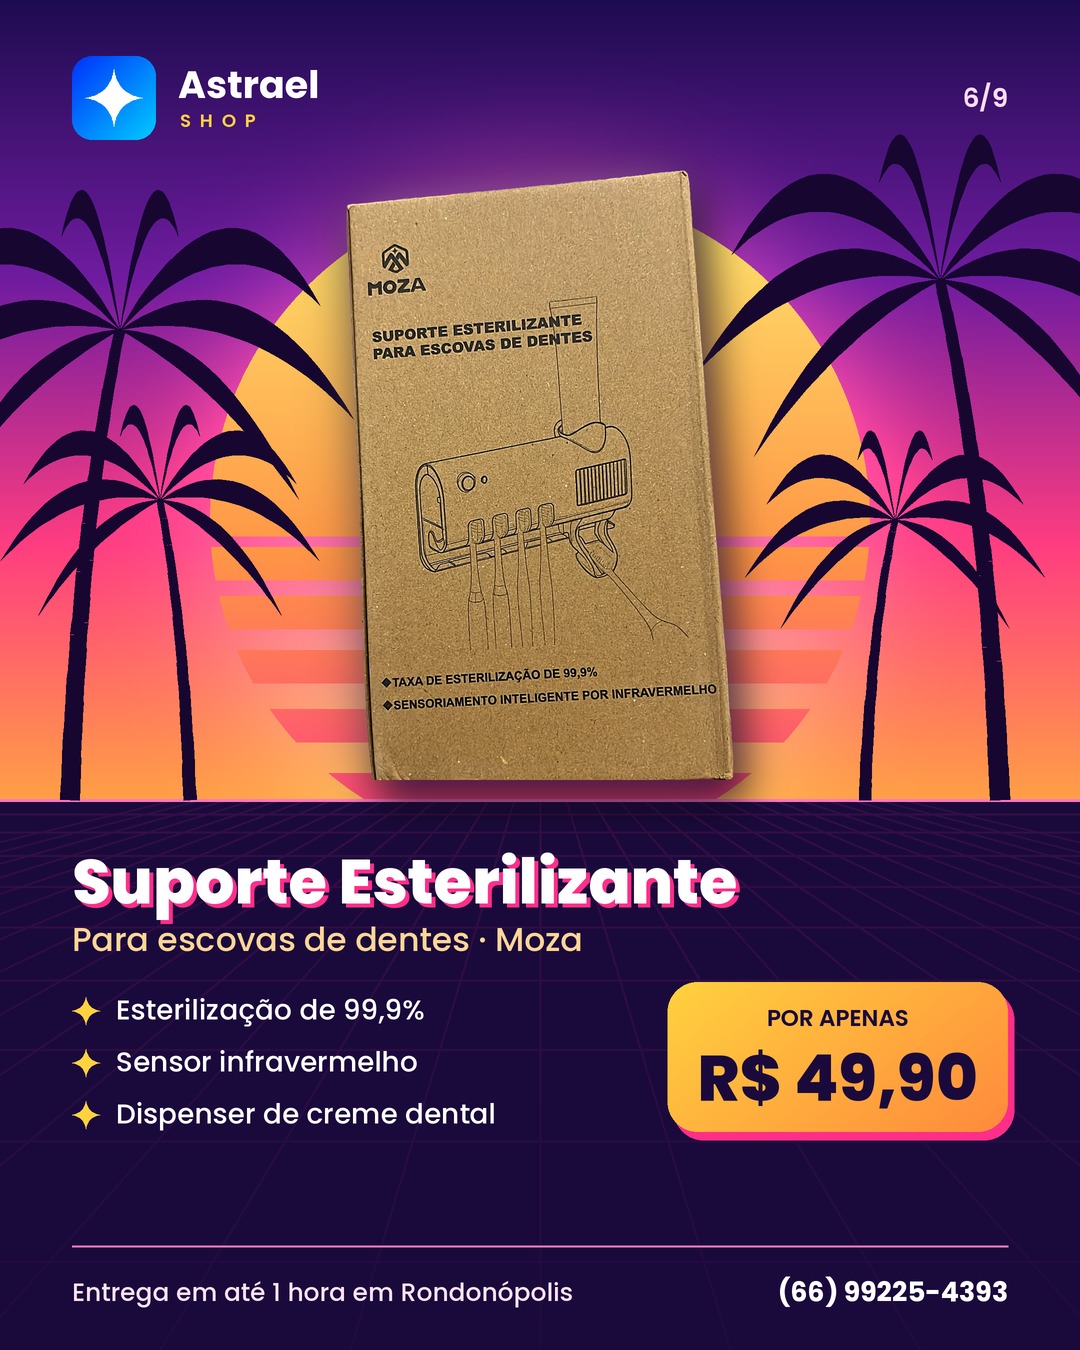 Astrael
SHOP
6/9
MOZA
SUPORTE ESTERILIZANTE
PARA ESCOVAS DE DENTES
◆TAXA DE ESTERILIZAÇÃO DE 99,9%
◆SENSORIAMENTO INTELIGENTE POR INFRAVERMELHO
Suporte Esterilizante
Para escovas de dentes · Moza
Esterilização de 99,9%
Sensor infravermelho
Dispenser de creme dental
POR APENAS
R$ 49,90
Entrega em até 1 hora em Rondonópolis
(66) 99225-4393